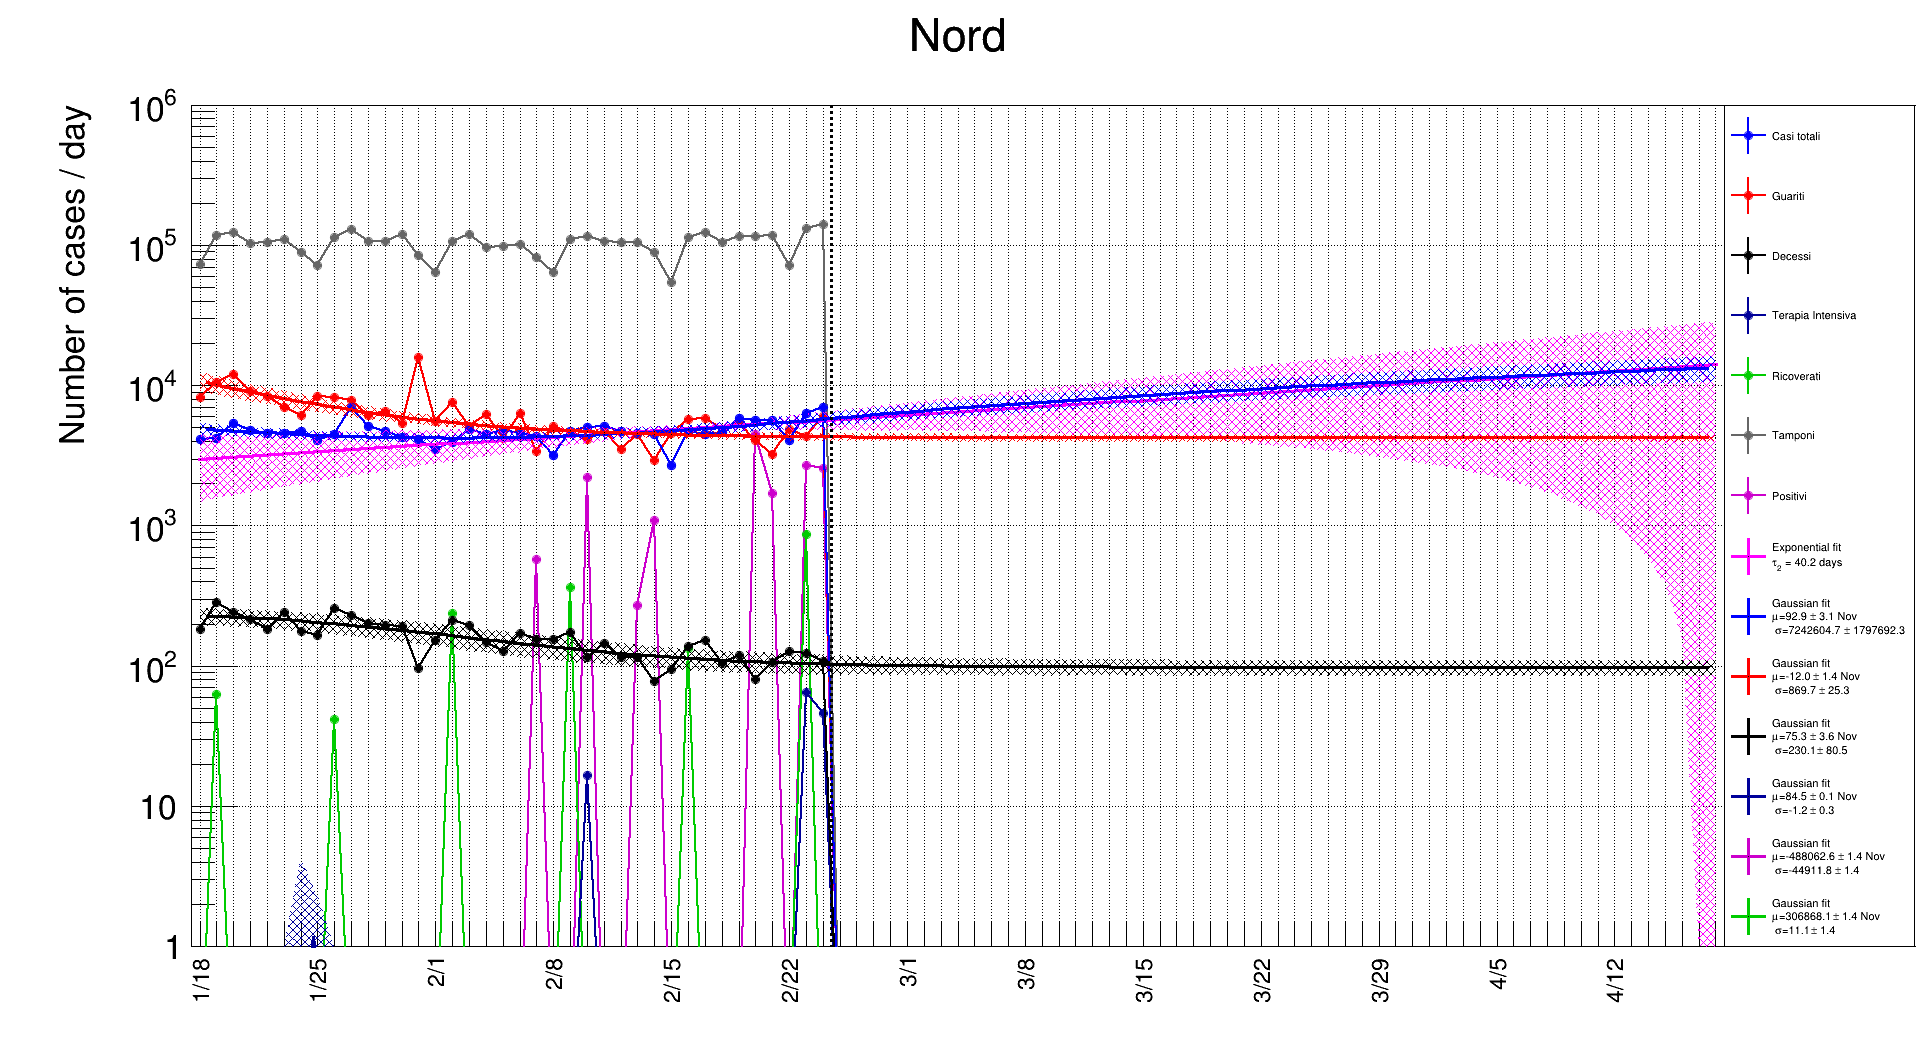 Nord
Number of cases / day
10^6
10^5
10^4
10^3
10^2
10
1
1/18
1/25
2/1
2/8
2/15
2/22
3/1
3/8
3/15
3/22
3/29
4/5
4/12
Casi totali
Guariti
Decessi
Terapia Intensiva
Ricoverati
Tamponi
Positivi
Exponential fit
τ_2 = 40.2 days
Gaussian fit
μ=92.9 ± 3.1 Nov
σ=7242604.7 ± 1797692.3
Gaussian fit
μ=-12.0 ± 1.4 Nov
σ=869.7 ± 25.3
Gaussian fit
μ=75.3 ± 3.6 Nov
σ=230.1 ± 80.5
Gaussian fit
μ=84.5 ± 0.1 Nov
σ=-1.2 ± 0.3
Gaussian fit
μ=-488062.6 ± 1.4 Nov
σ=-44911.8 ± 1.4
Gaussian fit
μ=306868.1 ± 1.4 Nov
σ=11.1 ± 1.4